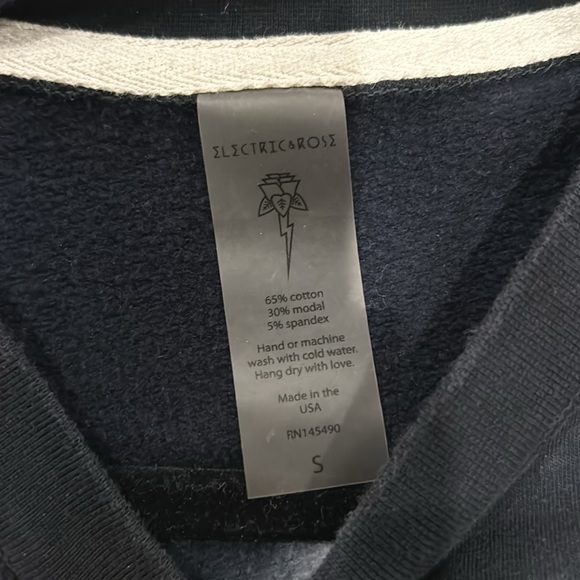 ELECTRIC&ROSE
65% cotton
30% modal
5% spandex
Hand or machine
wash with cold water.
Hang dry with love.
Made in the
USA
RN145490
S